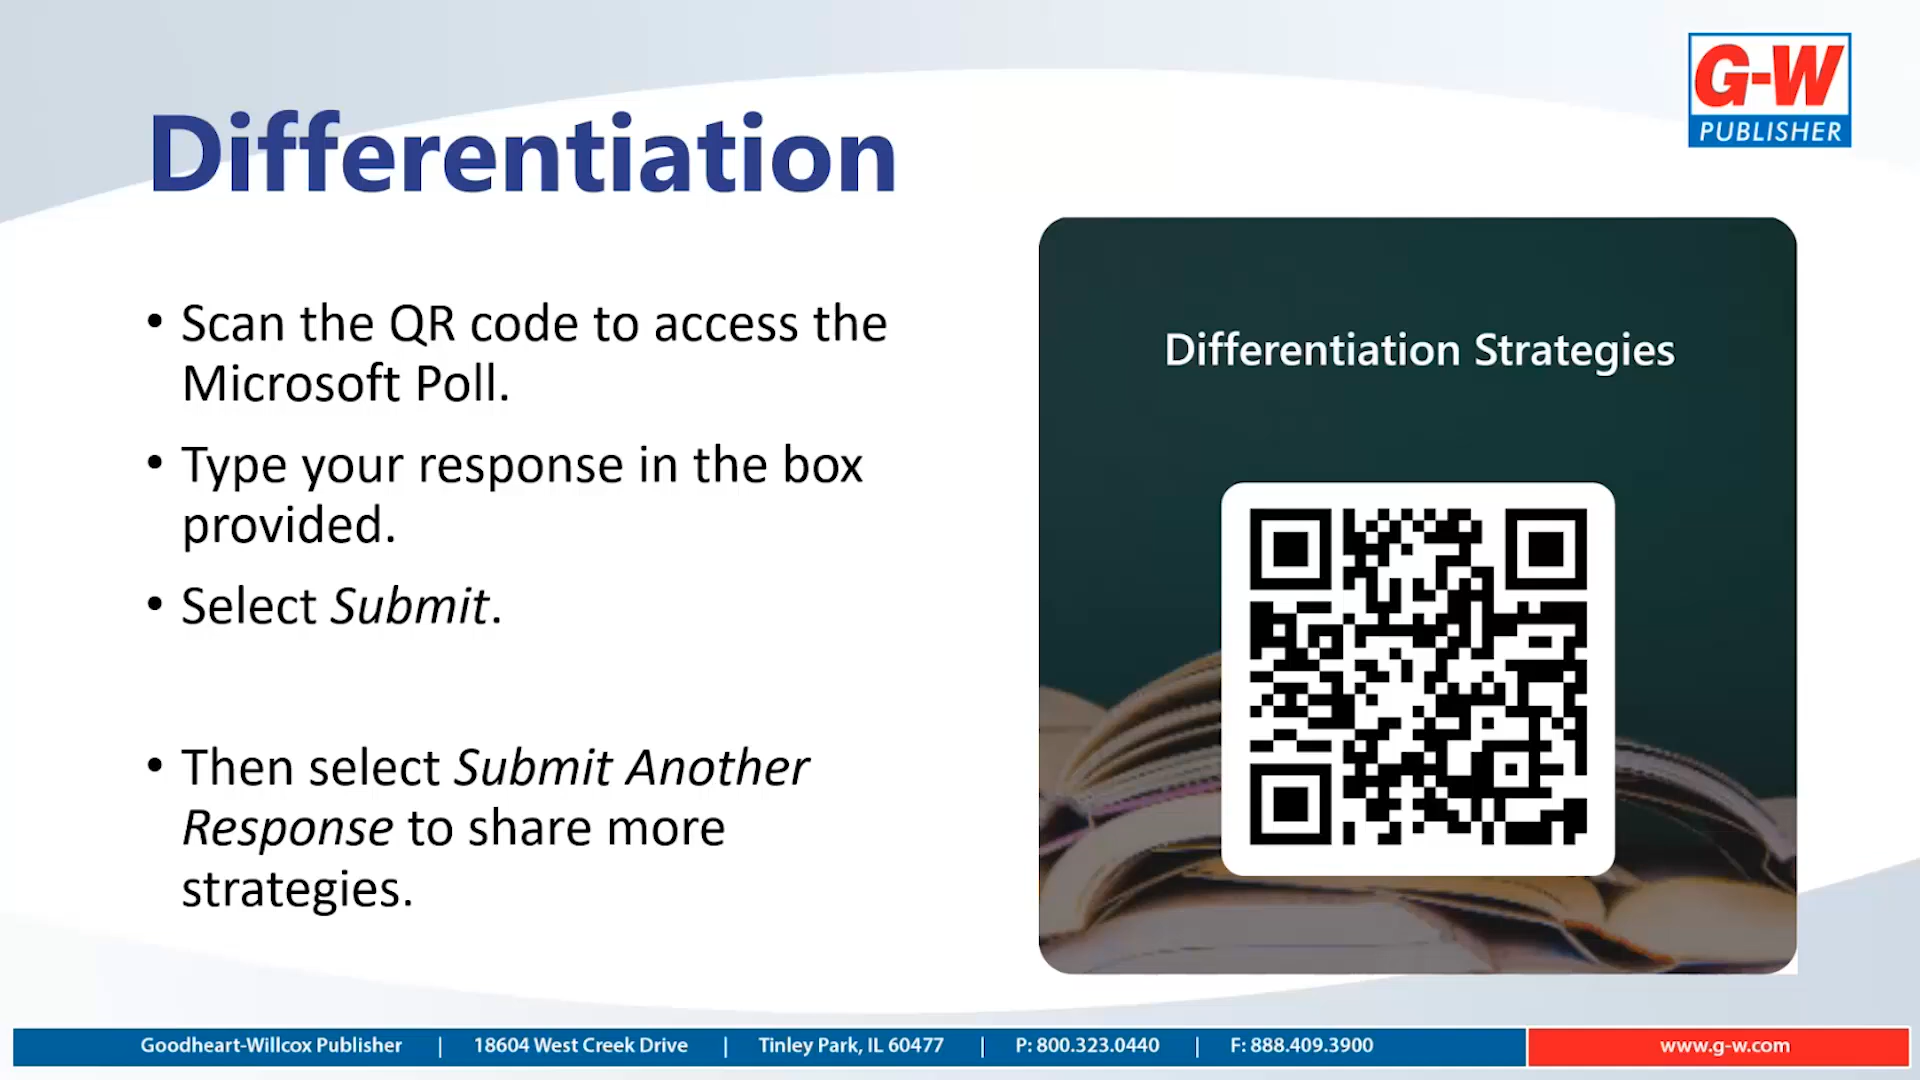 G-W
PUBLISHER
Differentiation
• Scan the QR code to access the
Microsoft Poll.
• Type your response in the box
provided.
• Select Submit.
• Then select Submit Another
Response to share more
strategies.
Differentiation Strategies
Goodheart-Willcox Publisher | 18604 West Creek Drive | Tinley Park, IL 60477 | P: 800.323.0440 | F: 888.409.3900
www.g-w.com